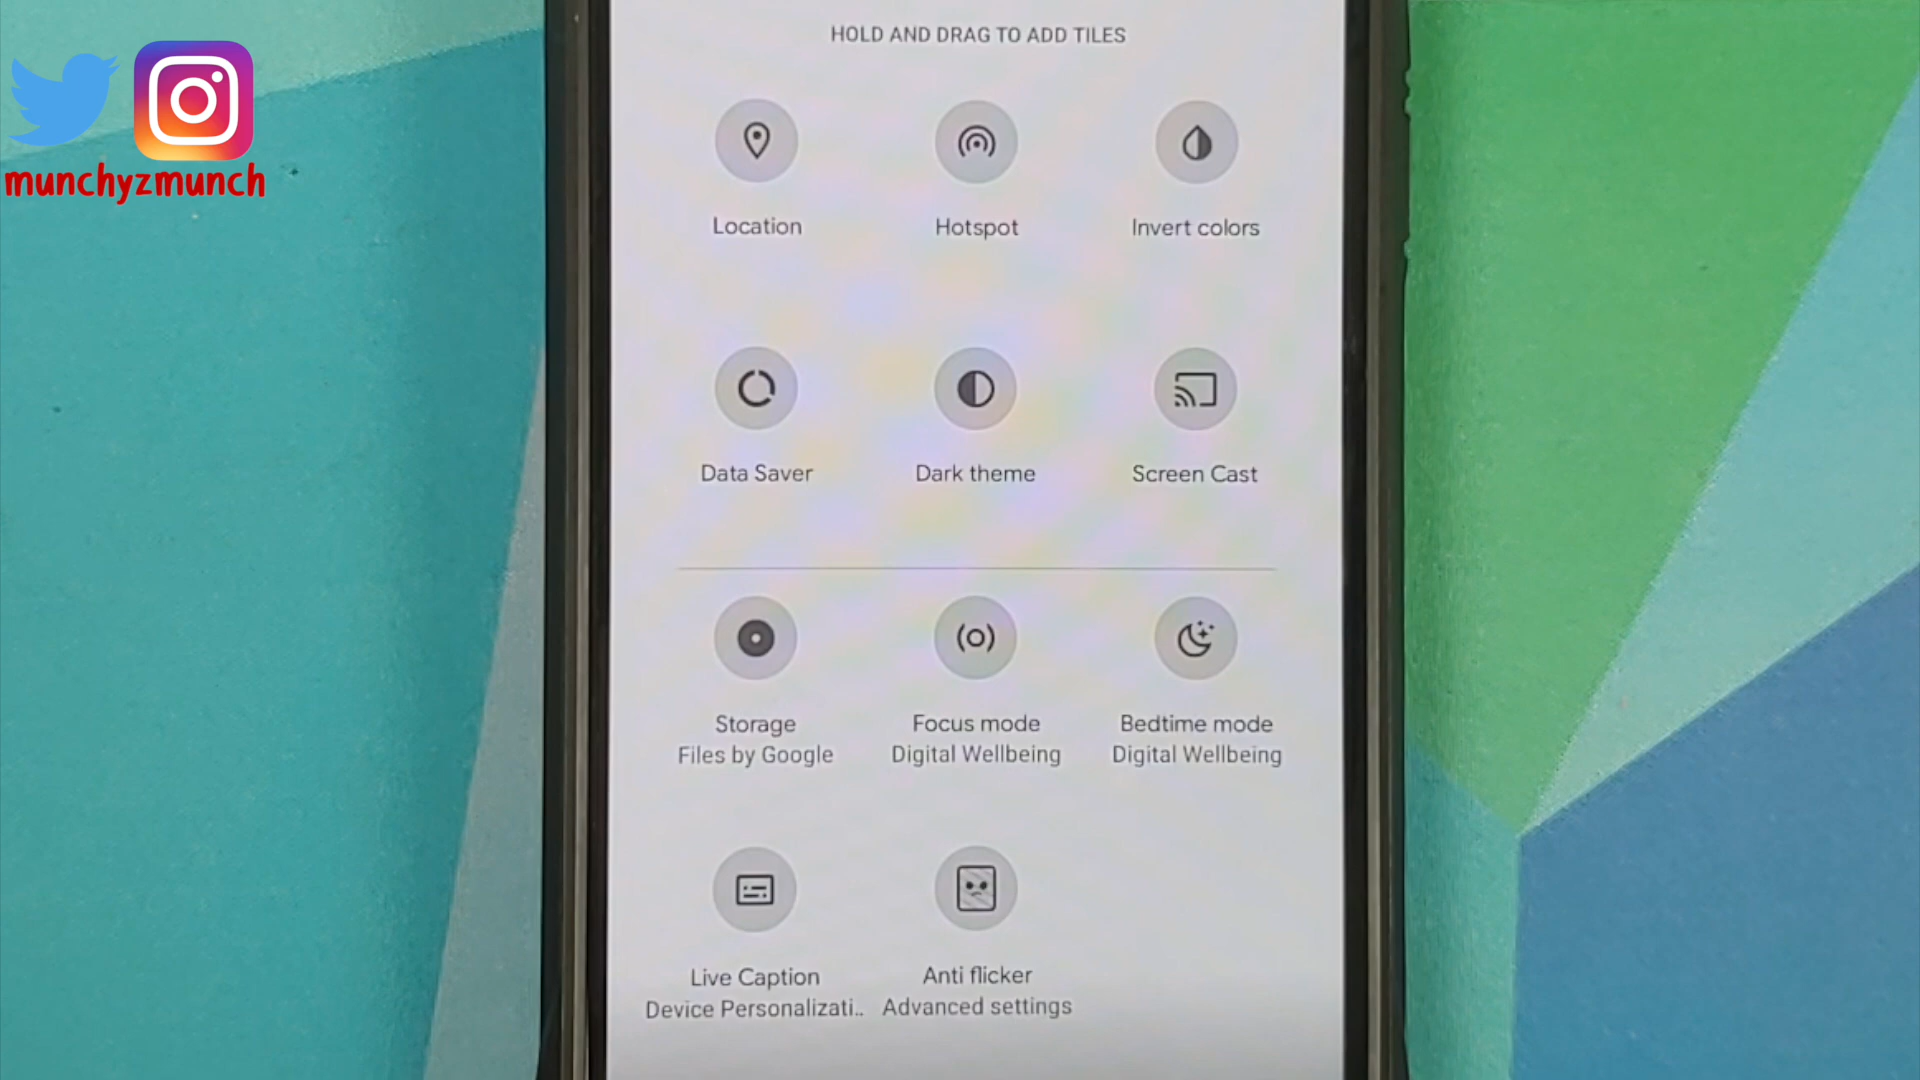 munchyzmunch
HOLD AND DRAG TO ADD TILES
Location
Hotspot
Invert colors
Data Saver
Dark theme
Screen Cast
Storage
Files by Google
Focus mode
Digital Wellbeing
Bedtime mode
Digital Wellbeing
Live Caption
Device Personalizati..
Anti flicker
Advanced settings